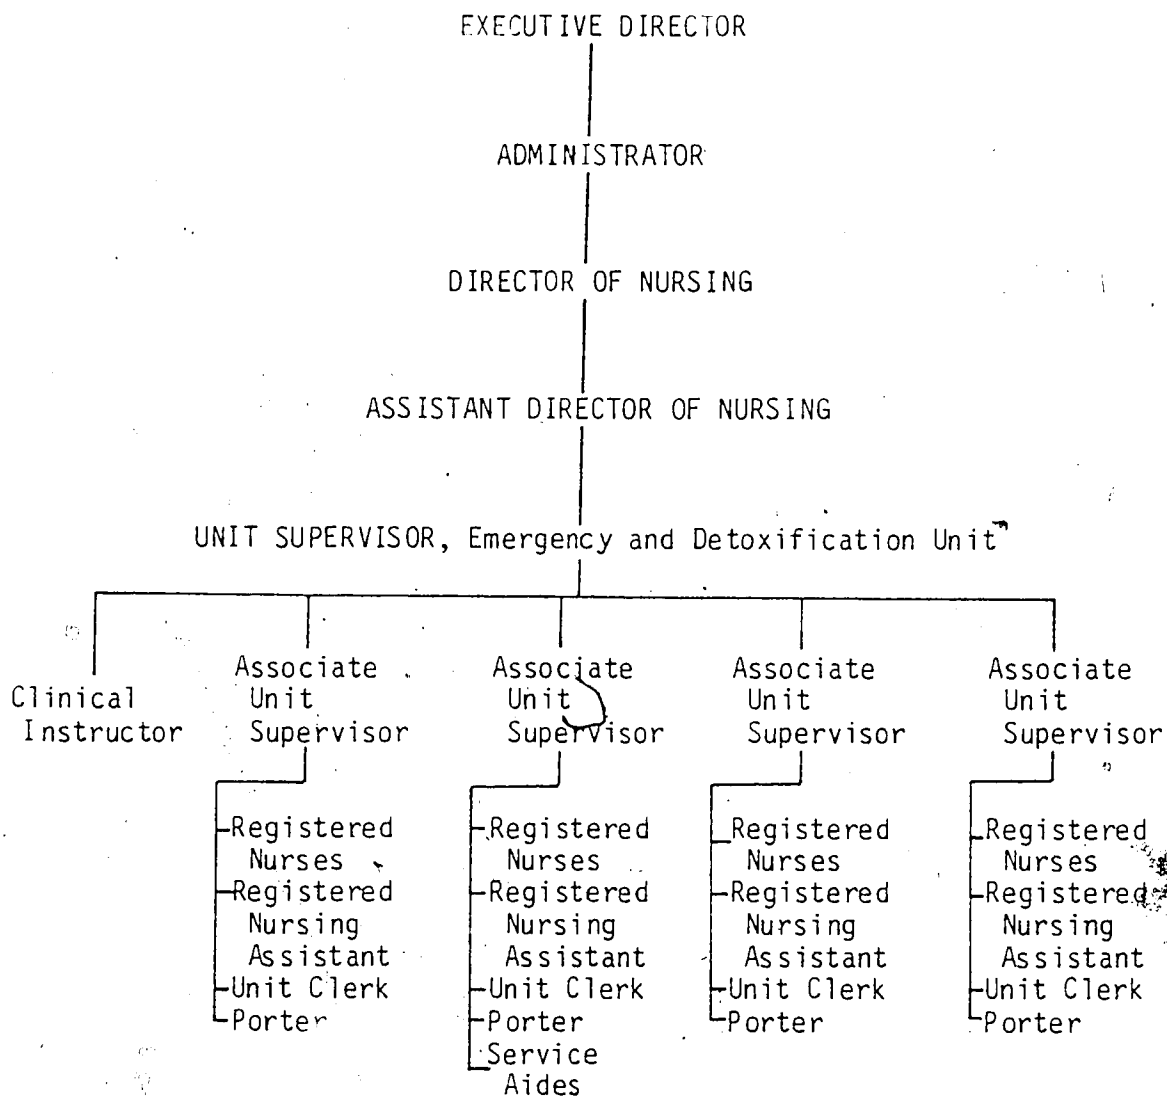 EXECUTIVE DIRECTOR
ADMINISTRATOR
DIRECTOR OF NURSING
ASSISTANT DIRECTOR OF NURSING
UNIT SUPERVISOR, Emergency and Detoxification Unit
Clinical
Instructor
Associate
Unit
Supervisor
Registered
Nurses
Registered
Nursing
Assistant
Unit Clerk
Porter
Associate
Unit
Supervisor
Registered
Nurses
Registered
Nursing
Assistant
Unit Clerk
Porter
Service
Aides
Associate
Unit
Supervisor
Registered
Nurses
Registered
Nursing
Assistant
Unit Clerk
Porter
Associate
Unit
Supervisor
Registered
Nurses
Registered
Nursing
Assistant
Unit Clerk
Porter